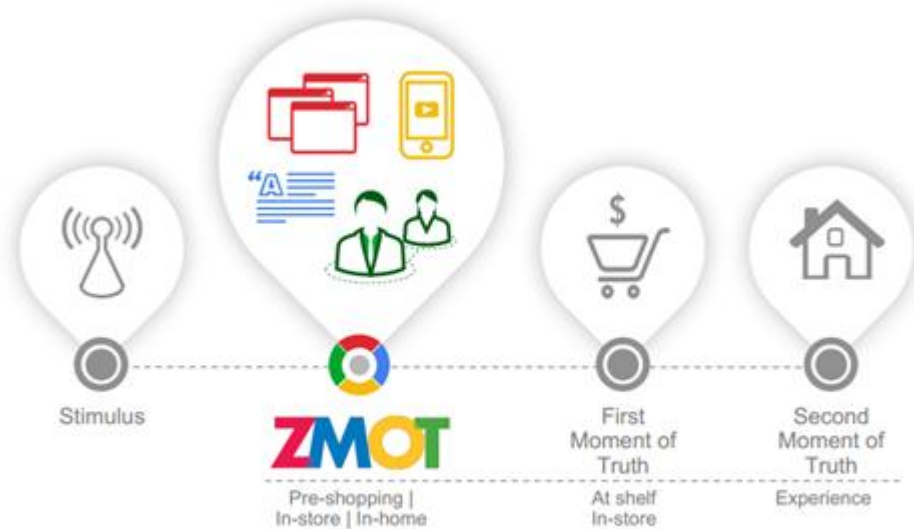 “A
$
Stimulus
ZMOT
Pre-shopping |
In-store | In-home
First
Moment of
Truth
At shelf
In-store
Second
Moment of
Truth
Experience